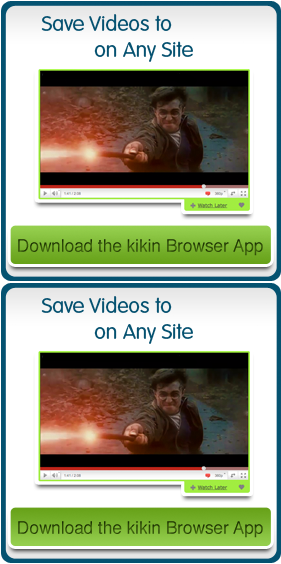 Save Videos to
on Any Site
Watch Later
Download the kikin Browser App
Save Videos to
on Any Site
Watch Later
Download the kikin Browser App